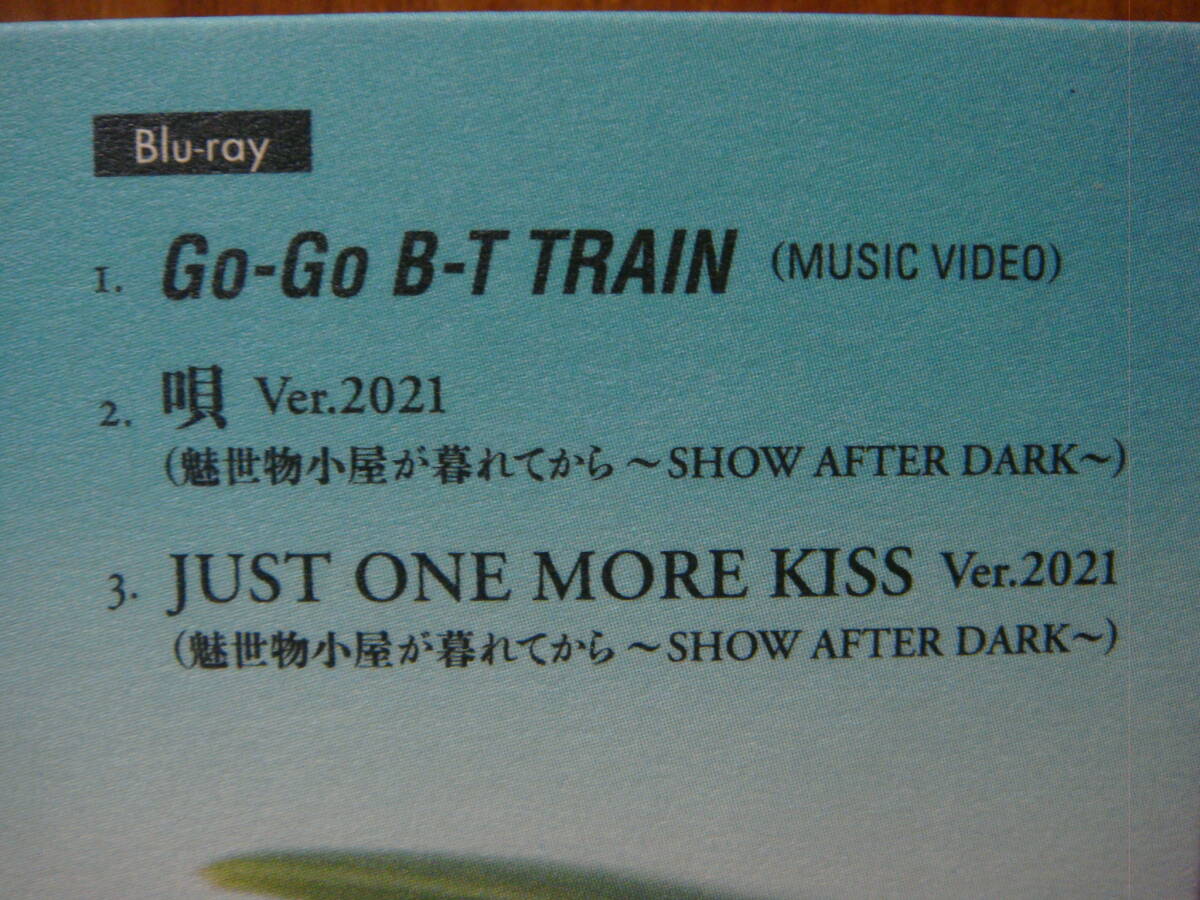 Blu-ray
1. Go-Go B-T TRAIN (MUSIC VIDEO)
2. 唄 Ver.2021
(魅世物小屋が暮れてから～SHOW AFTER DARK～)
3. JUST ONE MORE KISS Ver.2021
(魅世物小屋が暮れてから～SHOW AFTER DARK～)